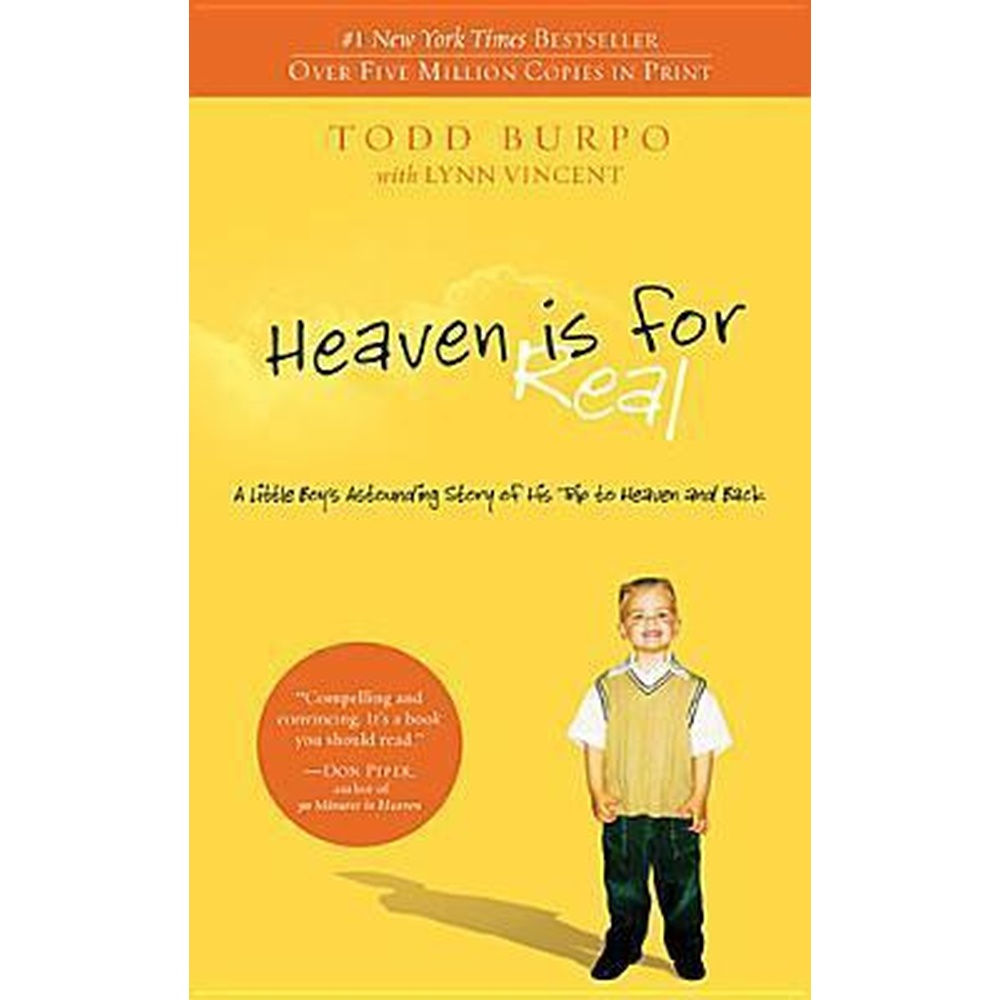 #1 New York Times BESTSELLER
OVER FIVE MILLION COPIES IN PRINT
TODD BURPO
with LYNN VINCENT
Heaven is for
Real
A Little Boy's Astounding Story of His Trip to Heaven and Back
"Compelling and
convincing. It's a book
you should read."
—DON PIPER,
author of
90 Minutes in Heaven